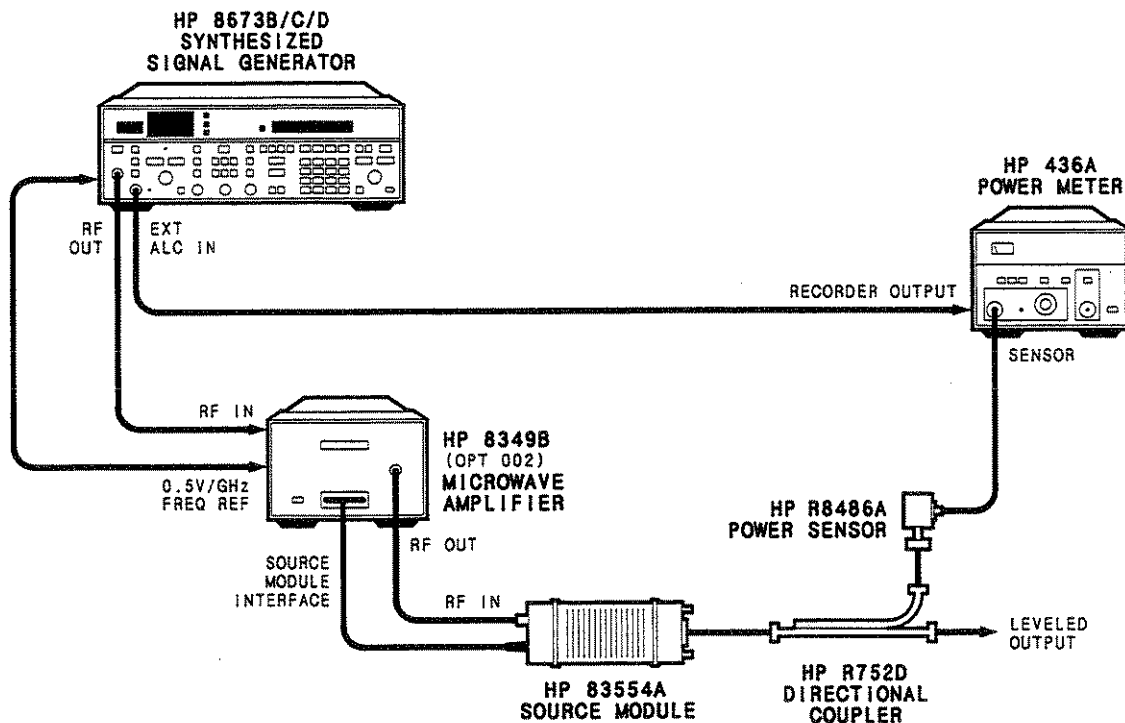 HP 8673B/C/D
SYNTHESIZED
SIGNAL GENERATOR
HP 436A
POWER METER
RF
OUT
EXT
ALC IN
RECORDER OUTPUT
SENSOR
RF IN
HP 8349B
(OPT 002)
MICROWAVE
AMPLIFIER
0.5V/GHz
FREQ REF
HP R8486A
POWER SENSOR
RF OUT
SOURCE
MODULE
INTERFACE
RF IN
LEVELED
OUTPUT
HP 83554A
SOURCE MODULE
HP R752D
DIRECTIONAL
COUPLER